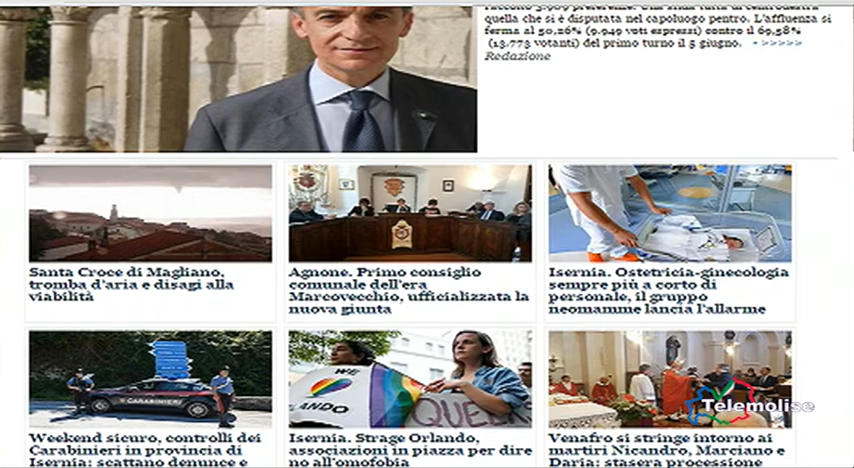 raccolto 3.909 preferenze. Una sfida tutta di centrodestra
quella che si è disputata nel capoluogo pentro. L'affluenza si
ferma al 50,26% (9.949 voti espressi) contro il 69,58%
(13.773 votanti) del primo turno il 5 giugno. - >>>>>>
Redazione
Santa Croce di Magliano,
tromba d'aria e disagi alla
viabilità
Agnone. Primo consiglio
comunale dell'era
Marcovecchio, ufficializzata la
nuova giunta
Isernia. Ostetricia-ginecologia
sempre più a corto di
personale, il gruppo
neomamme lancia l'allarme
CARABINIERI
WE
ORLANDO
QUEL
Telemolise
Weekend sicuro, controlli dei
Carabinieri in provincia di
Isernia: scattano denunce e
Isernia. Strage Orlando,
associazioni in piazza per dire
no all'omofobia
Venafro si stringe intorno ai
martiri Nicandro, Marciano e
Daria: stasera processione